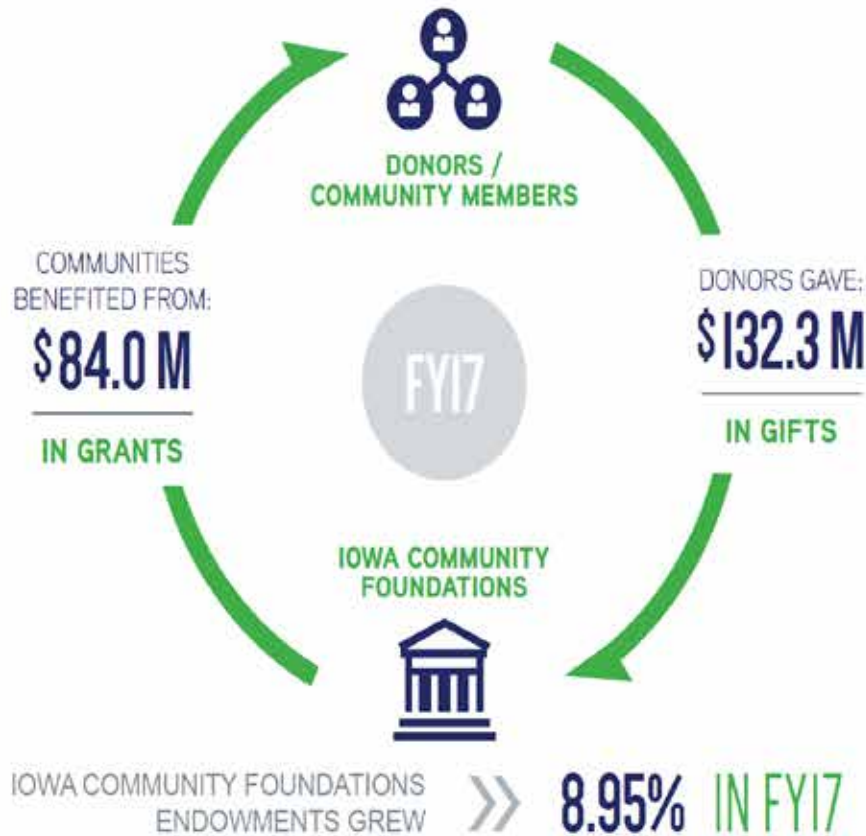 DONORS /
COMMUNITY MEMBERS
COMMUNITIES
BENEFITED FROM:
$84.0 M
IN GRANTS
FY17
DONORS GAVE:
$132.3 M
IN GIFTS
IOWA COMMUNITY
FOUNDATIONS
IOWA COMMUNITY FOUNDATIONS
ENDOWMENTS GREW
8.95% IN FY17